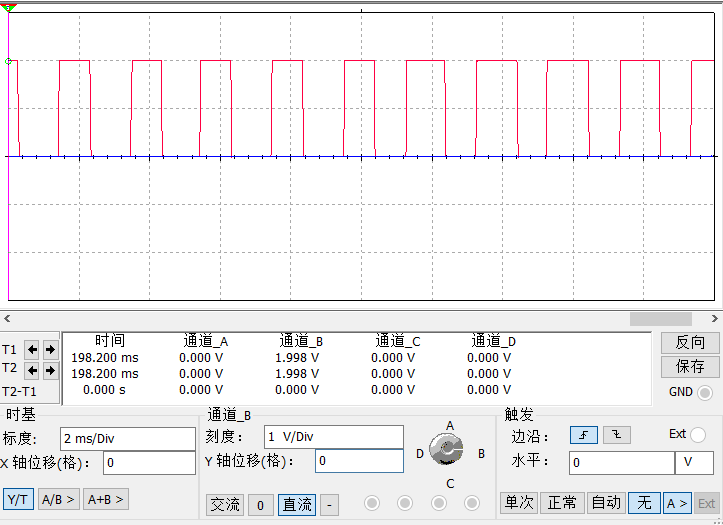 T
时间 通道_A 通道_B 通道_C 通道_D
T1 198.200 ms 0.000 V 1.998 V 0.000 V 0.000 V
T2 198.200 ms 0.000 V 1.998 V 0.000 V 0.000 V
T2-T1 0.000 s 0.000 V 0.000 V 0.000 V 0.000 V
反向
保存
GND
时基
标度: 2 ms/Div
X 轴位移(格): 0
Y/T A/B > A+B >
通道_B
刻度: 1 V/Div
Y 轴位移(格): 0
交流 0 直流 -
A
D B
C
触发
边沿: Ext
水平: 0 V
单次 正常 自动 无 A > Ext